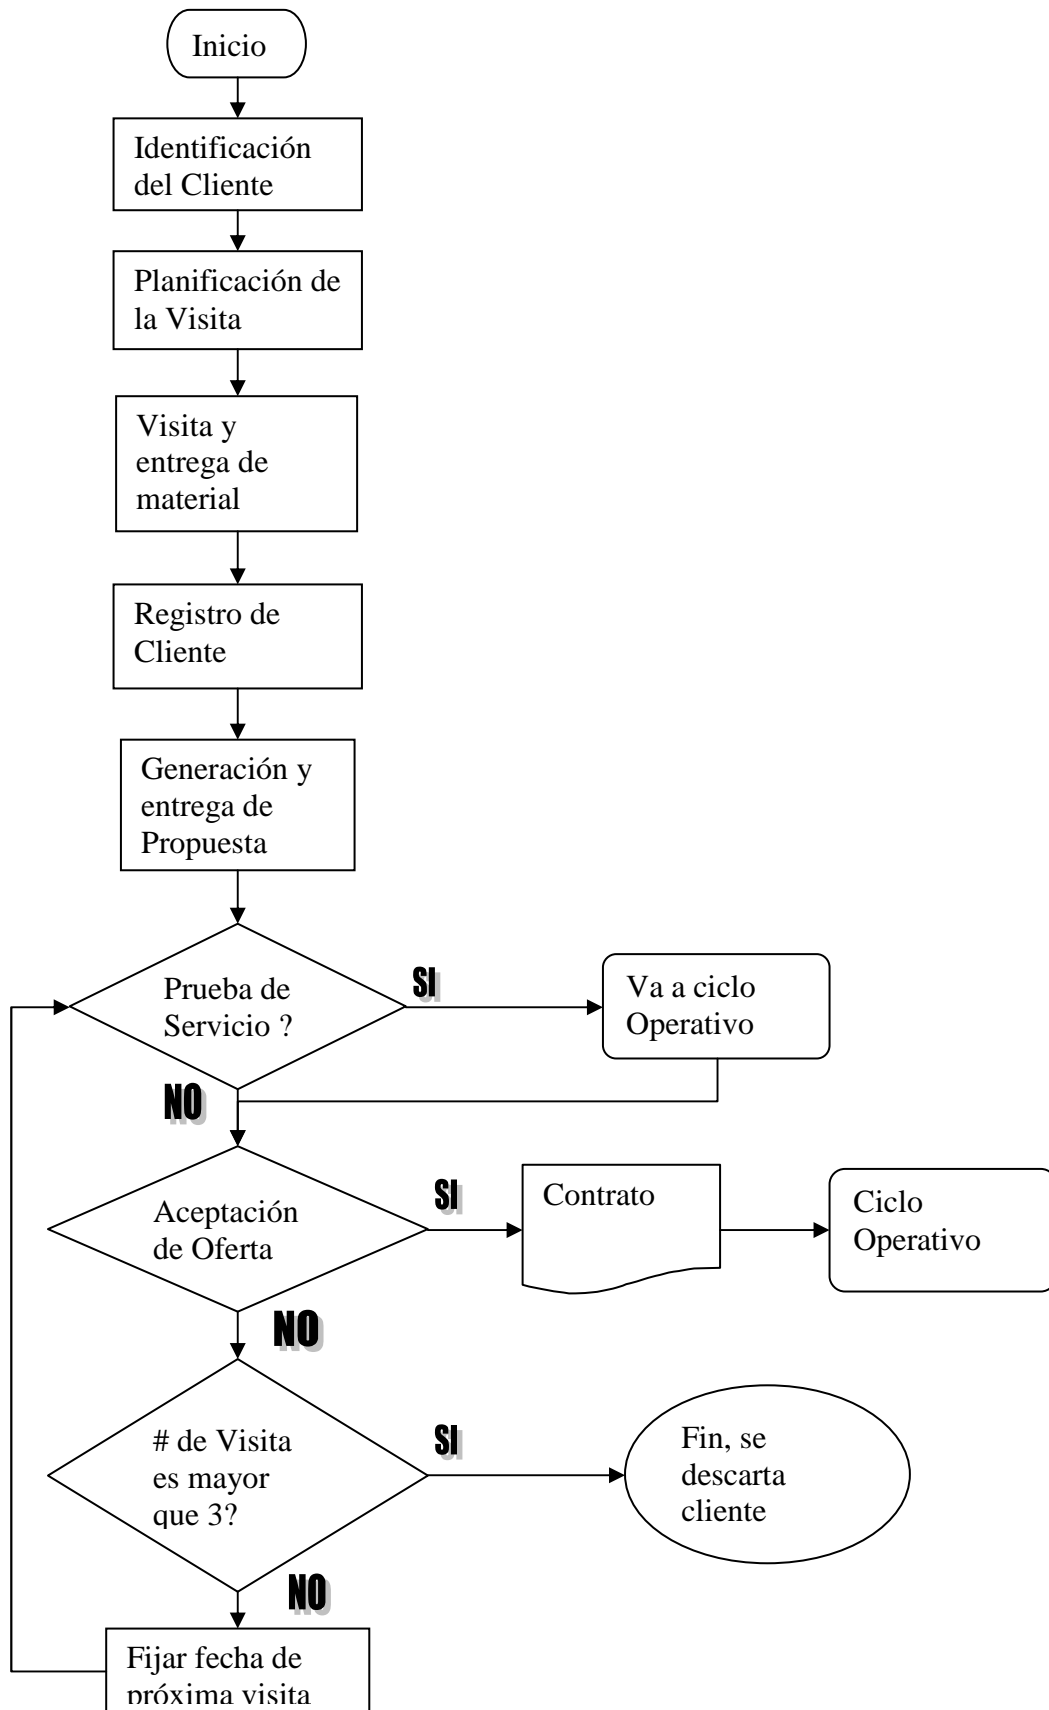 Inicio
Identificación
del Cliente
Planificación de
la Visita
Visita y
entrega de
material
Registro de
Cliente
Generación y
entrega de
Propuesta
Prueba de
Servicio ?
SI
Va a ciclo
Operativo
NO
Aceptación
de Oferta
SI
Contrato
Ciclo
Operativo
NO
# de Visita
es mayor
que 3?
SI
Fin, se
descarta
cliente
NO
Fijar fecha de
próxima visita